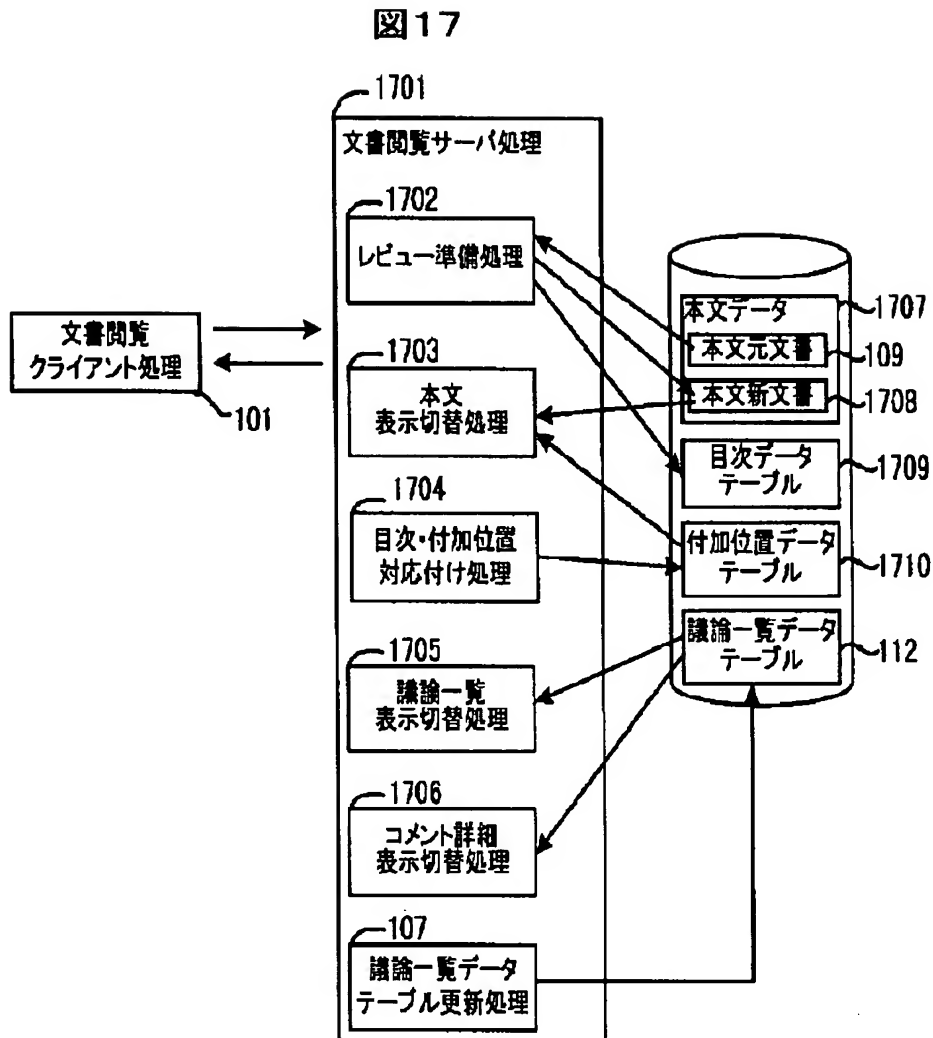 図17
1701
文書閲覧サーバ処理
1702
レビュー準備処理
文書閲覧
クライアント処理
101
1703
本文
表示切替処理
1704
目次・付加位置
対応付け処理
1705
議論一覧
表示切替処理
1706
コメント詳細
表示切替処理
107
議論一覧データ
テーブル更新処理
本文データ
1707
本文元文書
109
本文新文書
1708
目次データ
テーブル
1709
付加位置データ
テーブル
1710
議論一覧データ
テーブル
112